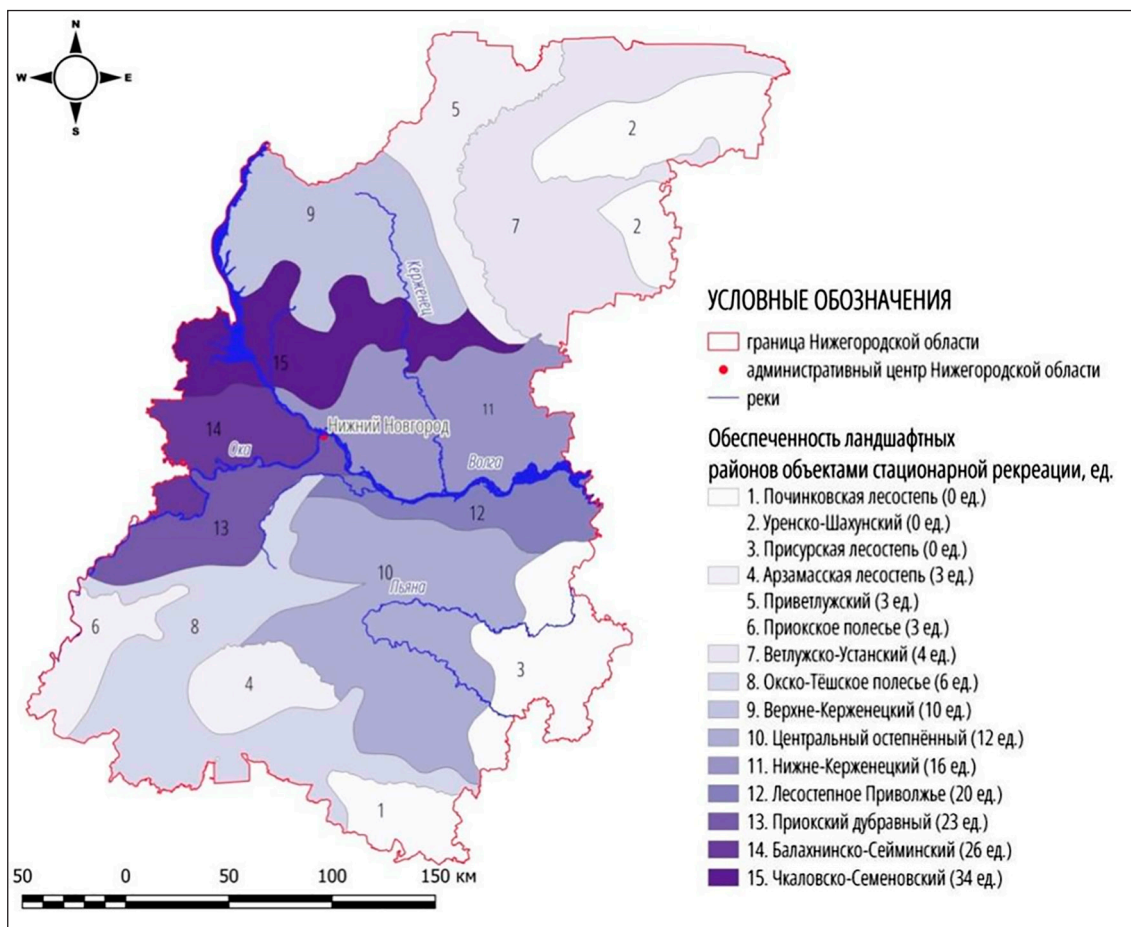 N
W E
S
5
2
2
7
9
Керженец
15
11
14
Нижний Новгород
Ока
Волга
12
13
10
Пьяна
6
8
3
4
1
50 0 50 100 150 км
УСЛОВНЫЕ ОБОЗНАЧЕНИЯ
граница Нижегородской области
административный центр Нижегородской области
реки
Обеспеченность ландшафтных
районов объектами стационарной рекреации, ед.
1. Починковская лесостепь (0 ед.)
2. Уренско-Шахунский (0 ед.)
3. Присурская лесостепь (0 ед.)
4. Арзамасская лесостепь (3 ед.)
5. Приветлужский (3 ед.)
6. Приокское полесье (3 ед.)
7. Ветлужско-Устанский (4 ед.)
8. Окско-Тёшское полесье (6 ед.)
9. Верхне-Керженецкий (10 ед.)
10. Центральный остепнённый (12 ед.)
11. Нижне-Керженецкий (16 ед.)
12. Лесостепное Приволжье (20 ед.)
13. Приокский дубравный (23 ед.)
14. Балахнинско-Сейминский (26 ед.)
15. Чкаловско-Семеновский (34 ед.)